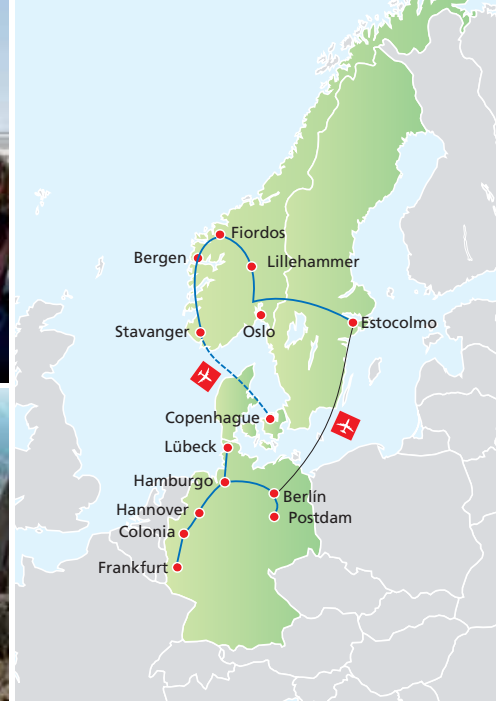 Fiordos
Bergen
Lillehammer
Stavanger
Oslo
Estocolmo
Copenhague
Lübeck
Hamburgo
Berlín
Hannover
Postdam
Colonia
Frankfurt